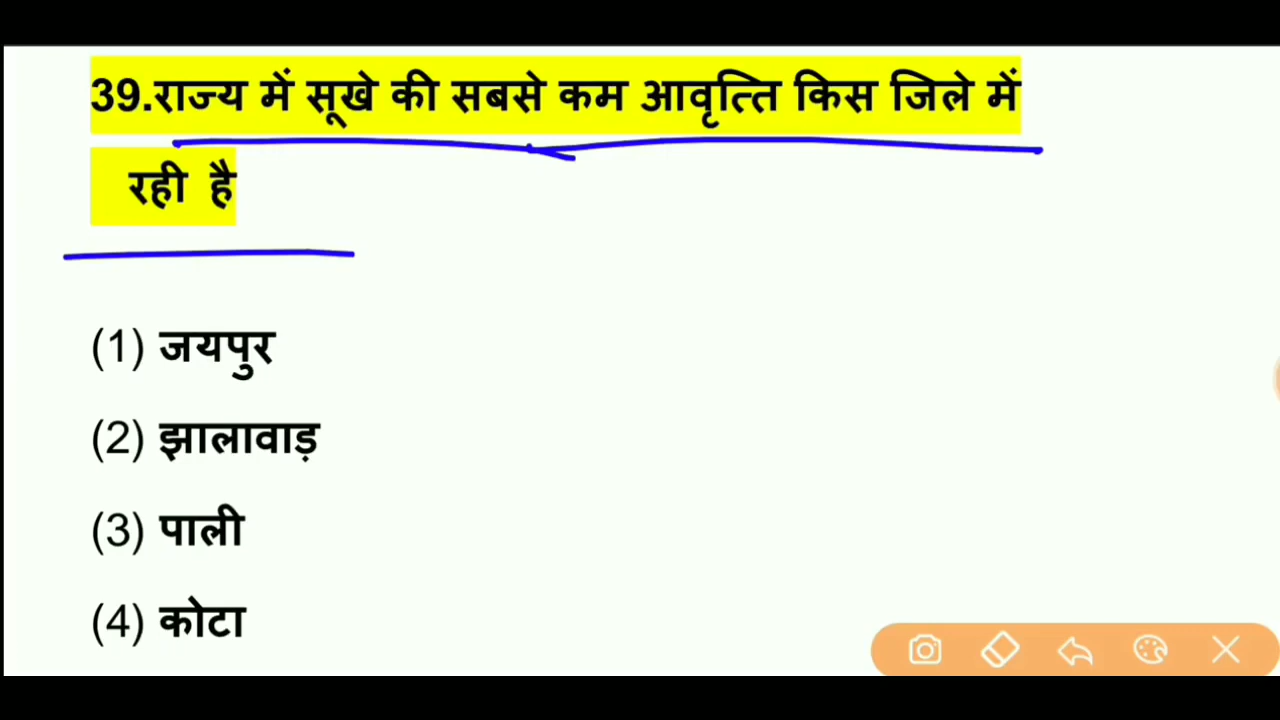 39.राज्य में सूखे की सबसे कम आवृत्ति किस जिले में
रही है
(1) जयपुर
(2) झालावाड़
(3) पाली
(4) कोटा